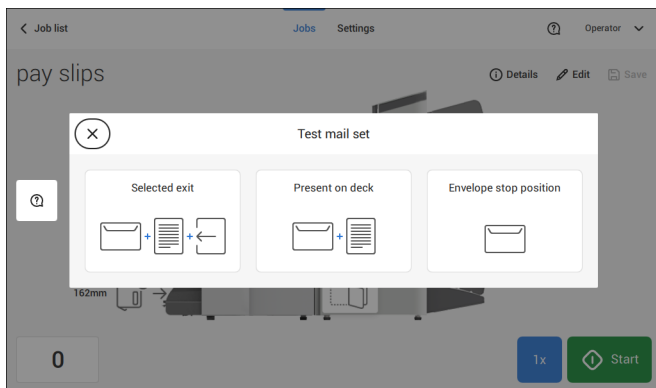 Job list
Jobs
Settings
Operator
pay slips
Details
Edit
Save
Test mail set
Selected exit
Present on deck
Envelope stop position
162mm
0
1x
Start